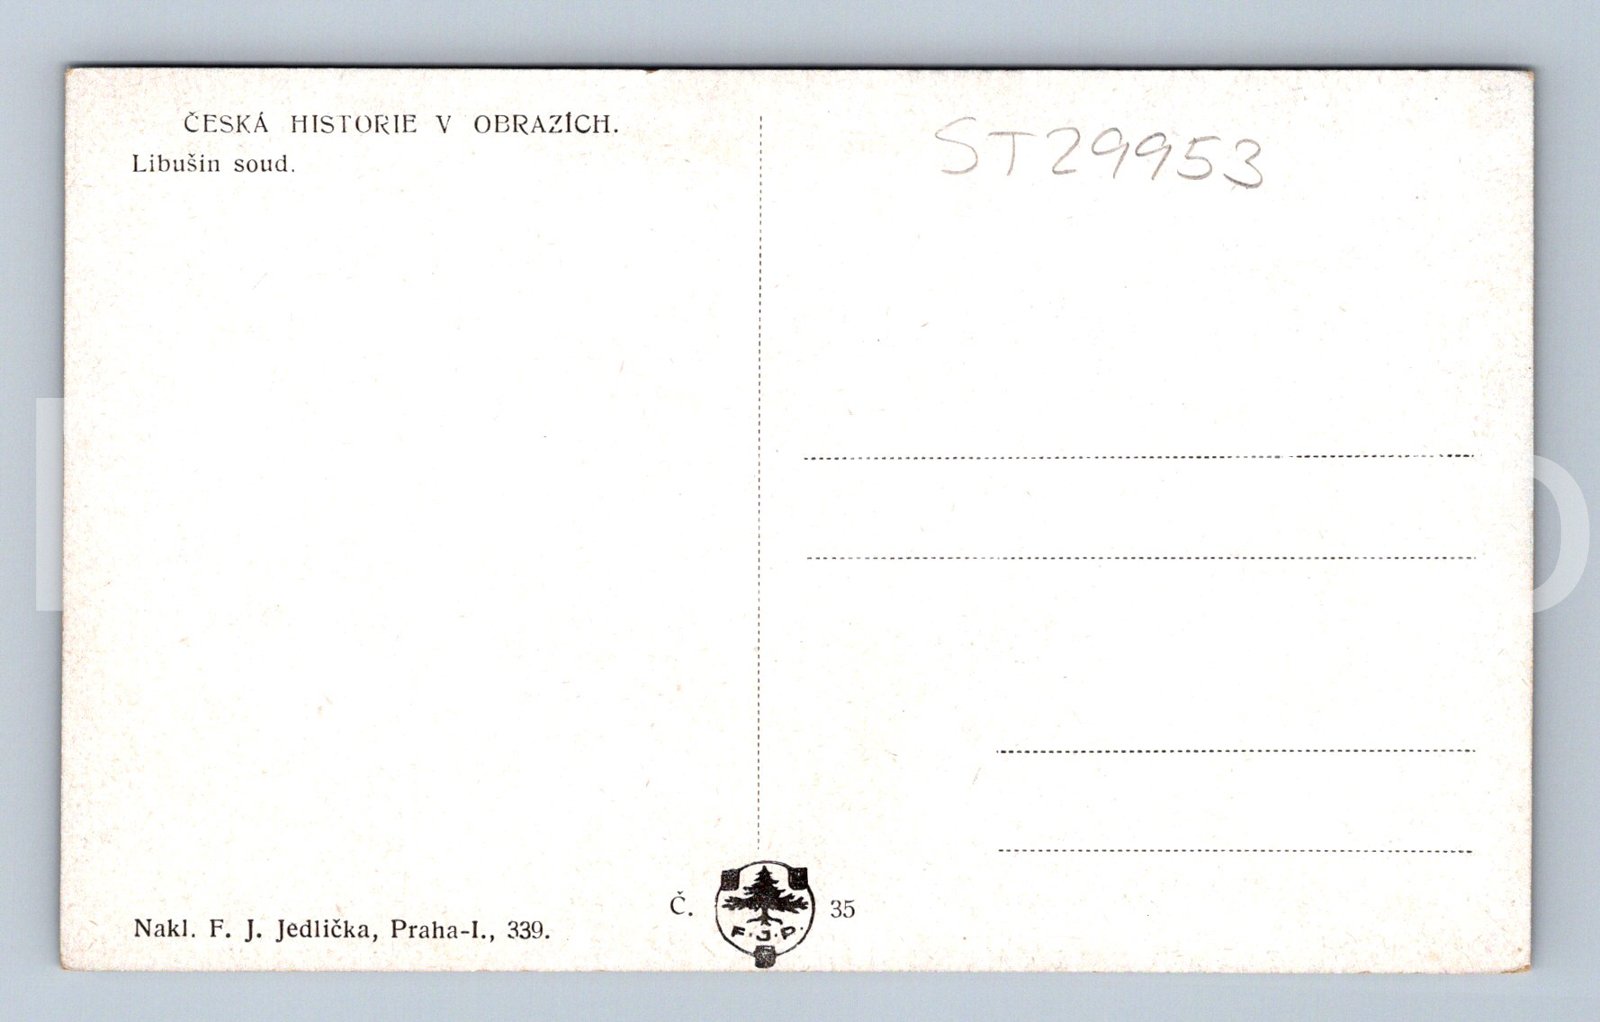 ČESKÁ HISTORIE V OBRAZÍCH.
Libušin soud.
ST29953
Nakl. F. J. Jedlička, Praha-I., 339.
Č. 35
F. J. P.